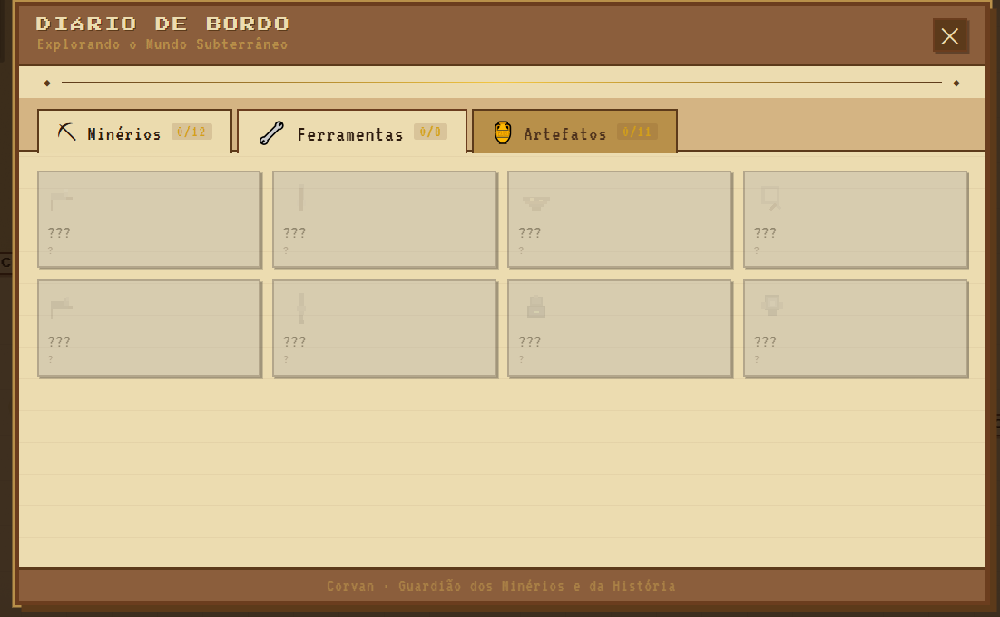 DIÁRIO DE BORDO
Explorando o Mundo Subterrâneo
Minérios 0/12
Ferramentas 0/8
Artefatos 0/11
??? ??? ??? ???
? ? ? ?
??? ??? ??? ???
? ? ? ?
Corvan · Guardião dos Minérios e da História